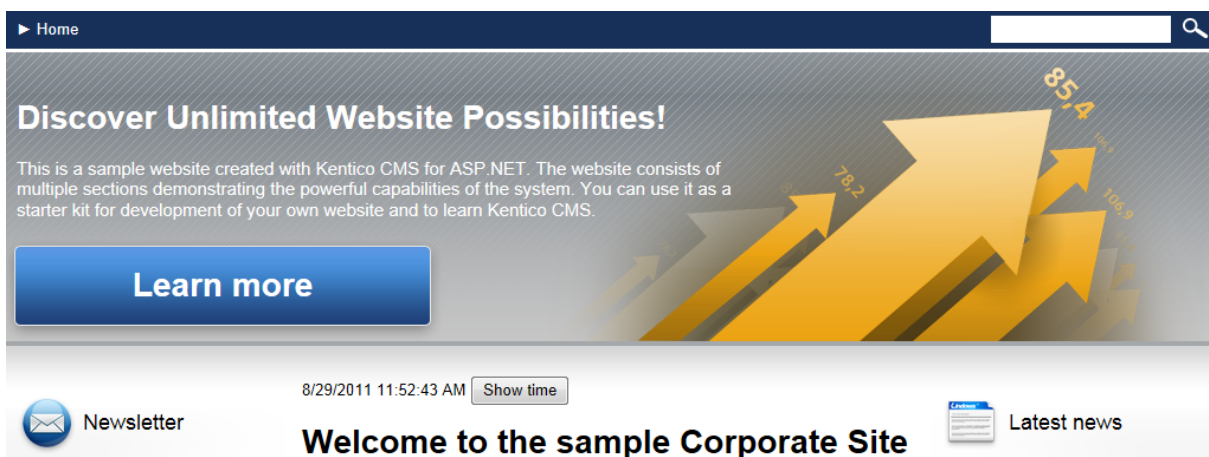 Home
Discover Unlimited Website Possibilities!
This is a sample website created with Kentico CMS for ASP.NET. The website consists of
multiple sections demonstrating the powerful capabilities of the system. You can use it as a
starter kit for development of your own website and to learn Kentico CMS.
Learn more
85,4
106,9
78,2
106,9
8/29/2011 11:52:43 AM Show time
Newsletter
Welcome to the sample Corporate Site
Latest news